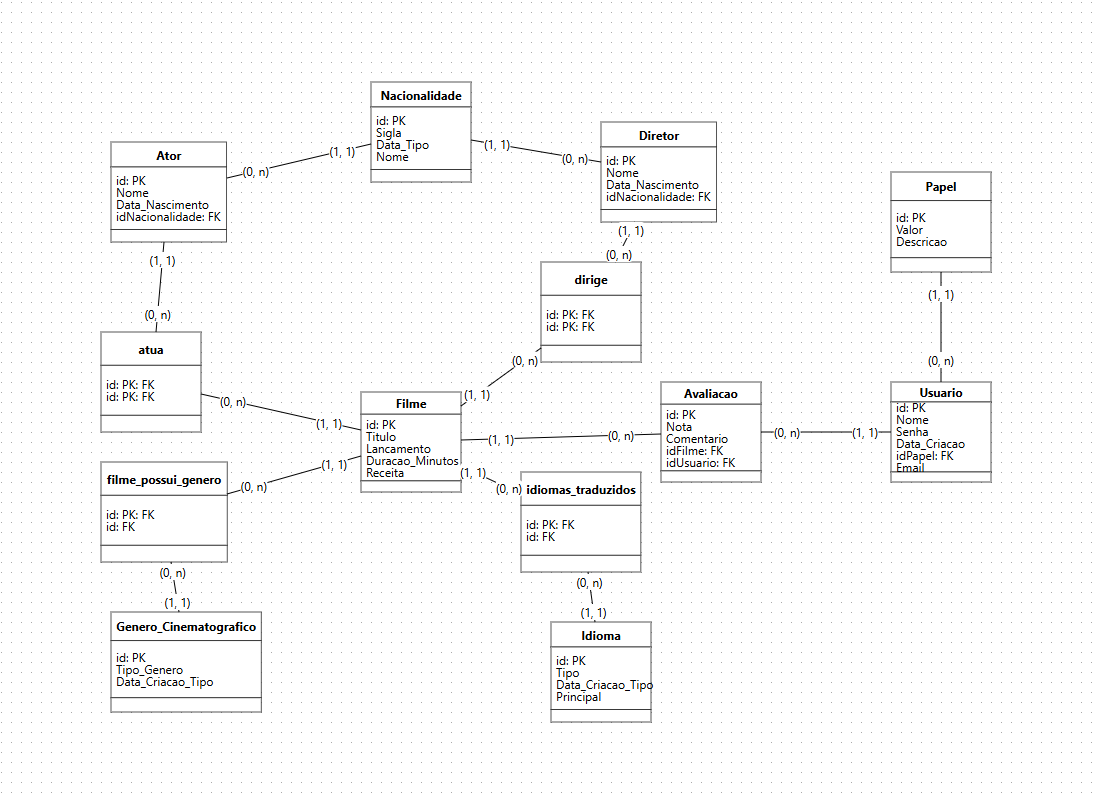 Nacionalidade
id: PK
Sigla
Data_Tipo
Nome
(1, 1)
(0, n)
(1, 1)
(0, n)
Ator
id: PK
Nome
Data_Nascimento
idNacionalidade: FK
Diretor
id: PK
Nome
Data_Nascimento
idNacionalidade: FK
Papel
id: PK
Valor
Descricao
(1, 1)
(0, n)
(1, 1)
(0, n)
(1, 1)
(0, n)
dirige
id: PK: FK
id: PK: FK
(0, n)
(1, 1)
atua
id: PK: FK
id: PK: FK
(0, n)
(1, 1)
Filme
id: PK
Titulo
Lancamento
Duracao_Minutos
Receita
(1, 1)
(0, n)
Avaliacao
id: PK
Nota
Comentario
idFilme: FK
idUsuario: FK
(0, n)
(1, 1)
Usuario
id: PK
Nome
Senha
Data_Criacao
idPapel: FK
Email
(1, 1)
(0, n)
filme_possui_genero
id: PK: FK
id: FK
(1, 1)
(0, n)
idiomas_traduzidos
id: PK: FK
id: FK
(0, n)
(1, 1)
Genero_Cinematografico
id: PK
Tipo_Genero
Data_Criacao_Tipo
(0, n)
(1, 1)
Idioma
id: PK
Tipo
Data_Criacao_Tipo
Principal